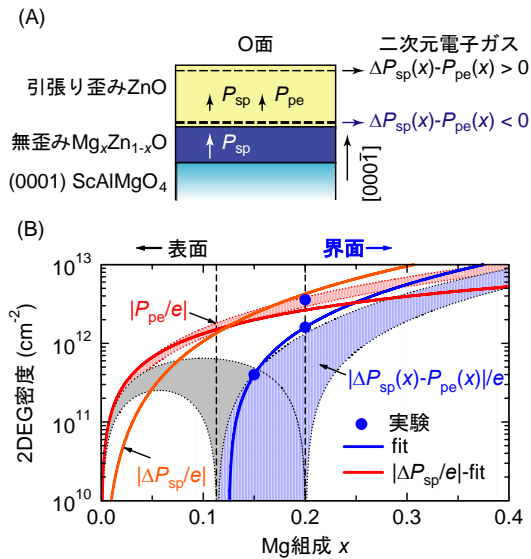 (A)
O面
二次元電子ガス
引張り歪みZnO
P_sp P_pe
ΔP_sp(x)-P_pe(x) > 0
ΔP_sp(x)-P_pe(x) < 0
無歪みMg_xZn_{1-x}O
P_sp
(0001) ScAlMgO_4
[000\bar{1}]
(B)
← 表面
界面 →
2DEG密度 (cm^{-2})
10^{13}
10^{12}
10^{11}
10^{10}
|P_pe/e|
|ΔP_sp(x)-P_pe(x)|/e
|ΔP_sp/e|
実験
fit
|ΔP_sp/e|-fit
0.0 0.1 0.2 0.3 0.4
Mg組成 x